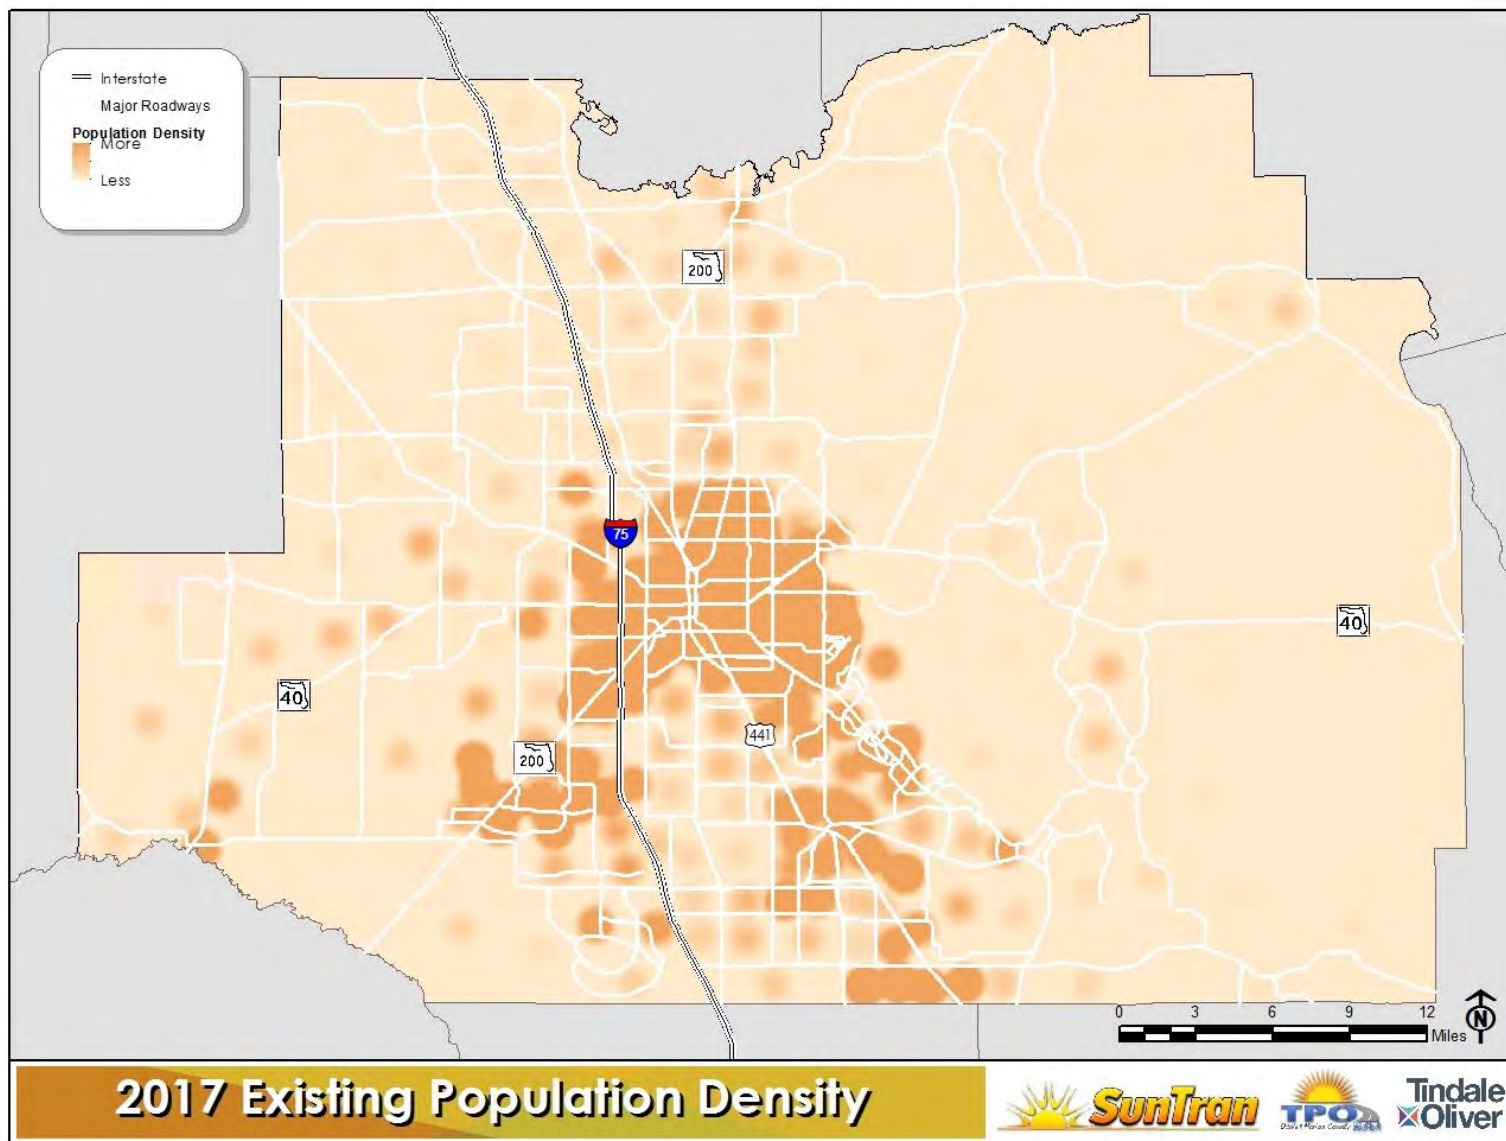 Interstate
Major Roadways
Population Density
More
Less
200
75
40
40
441
200
0 3 6 9 12
Miles
N
2017 Existing Population Density
SunTran
TPO
Tindale
Oliver